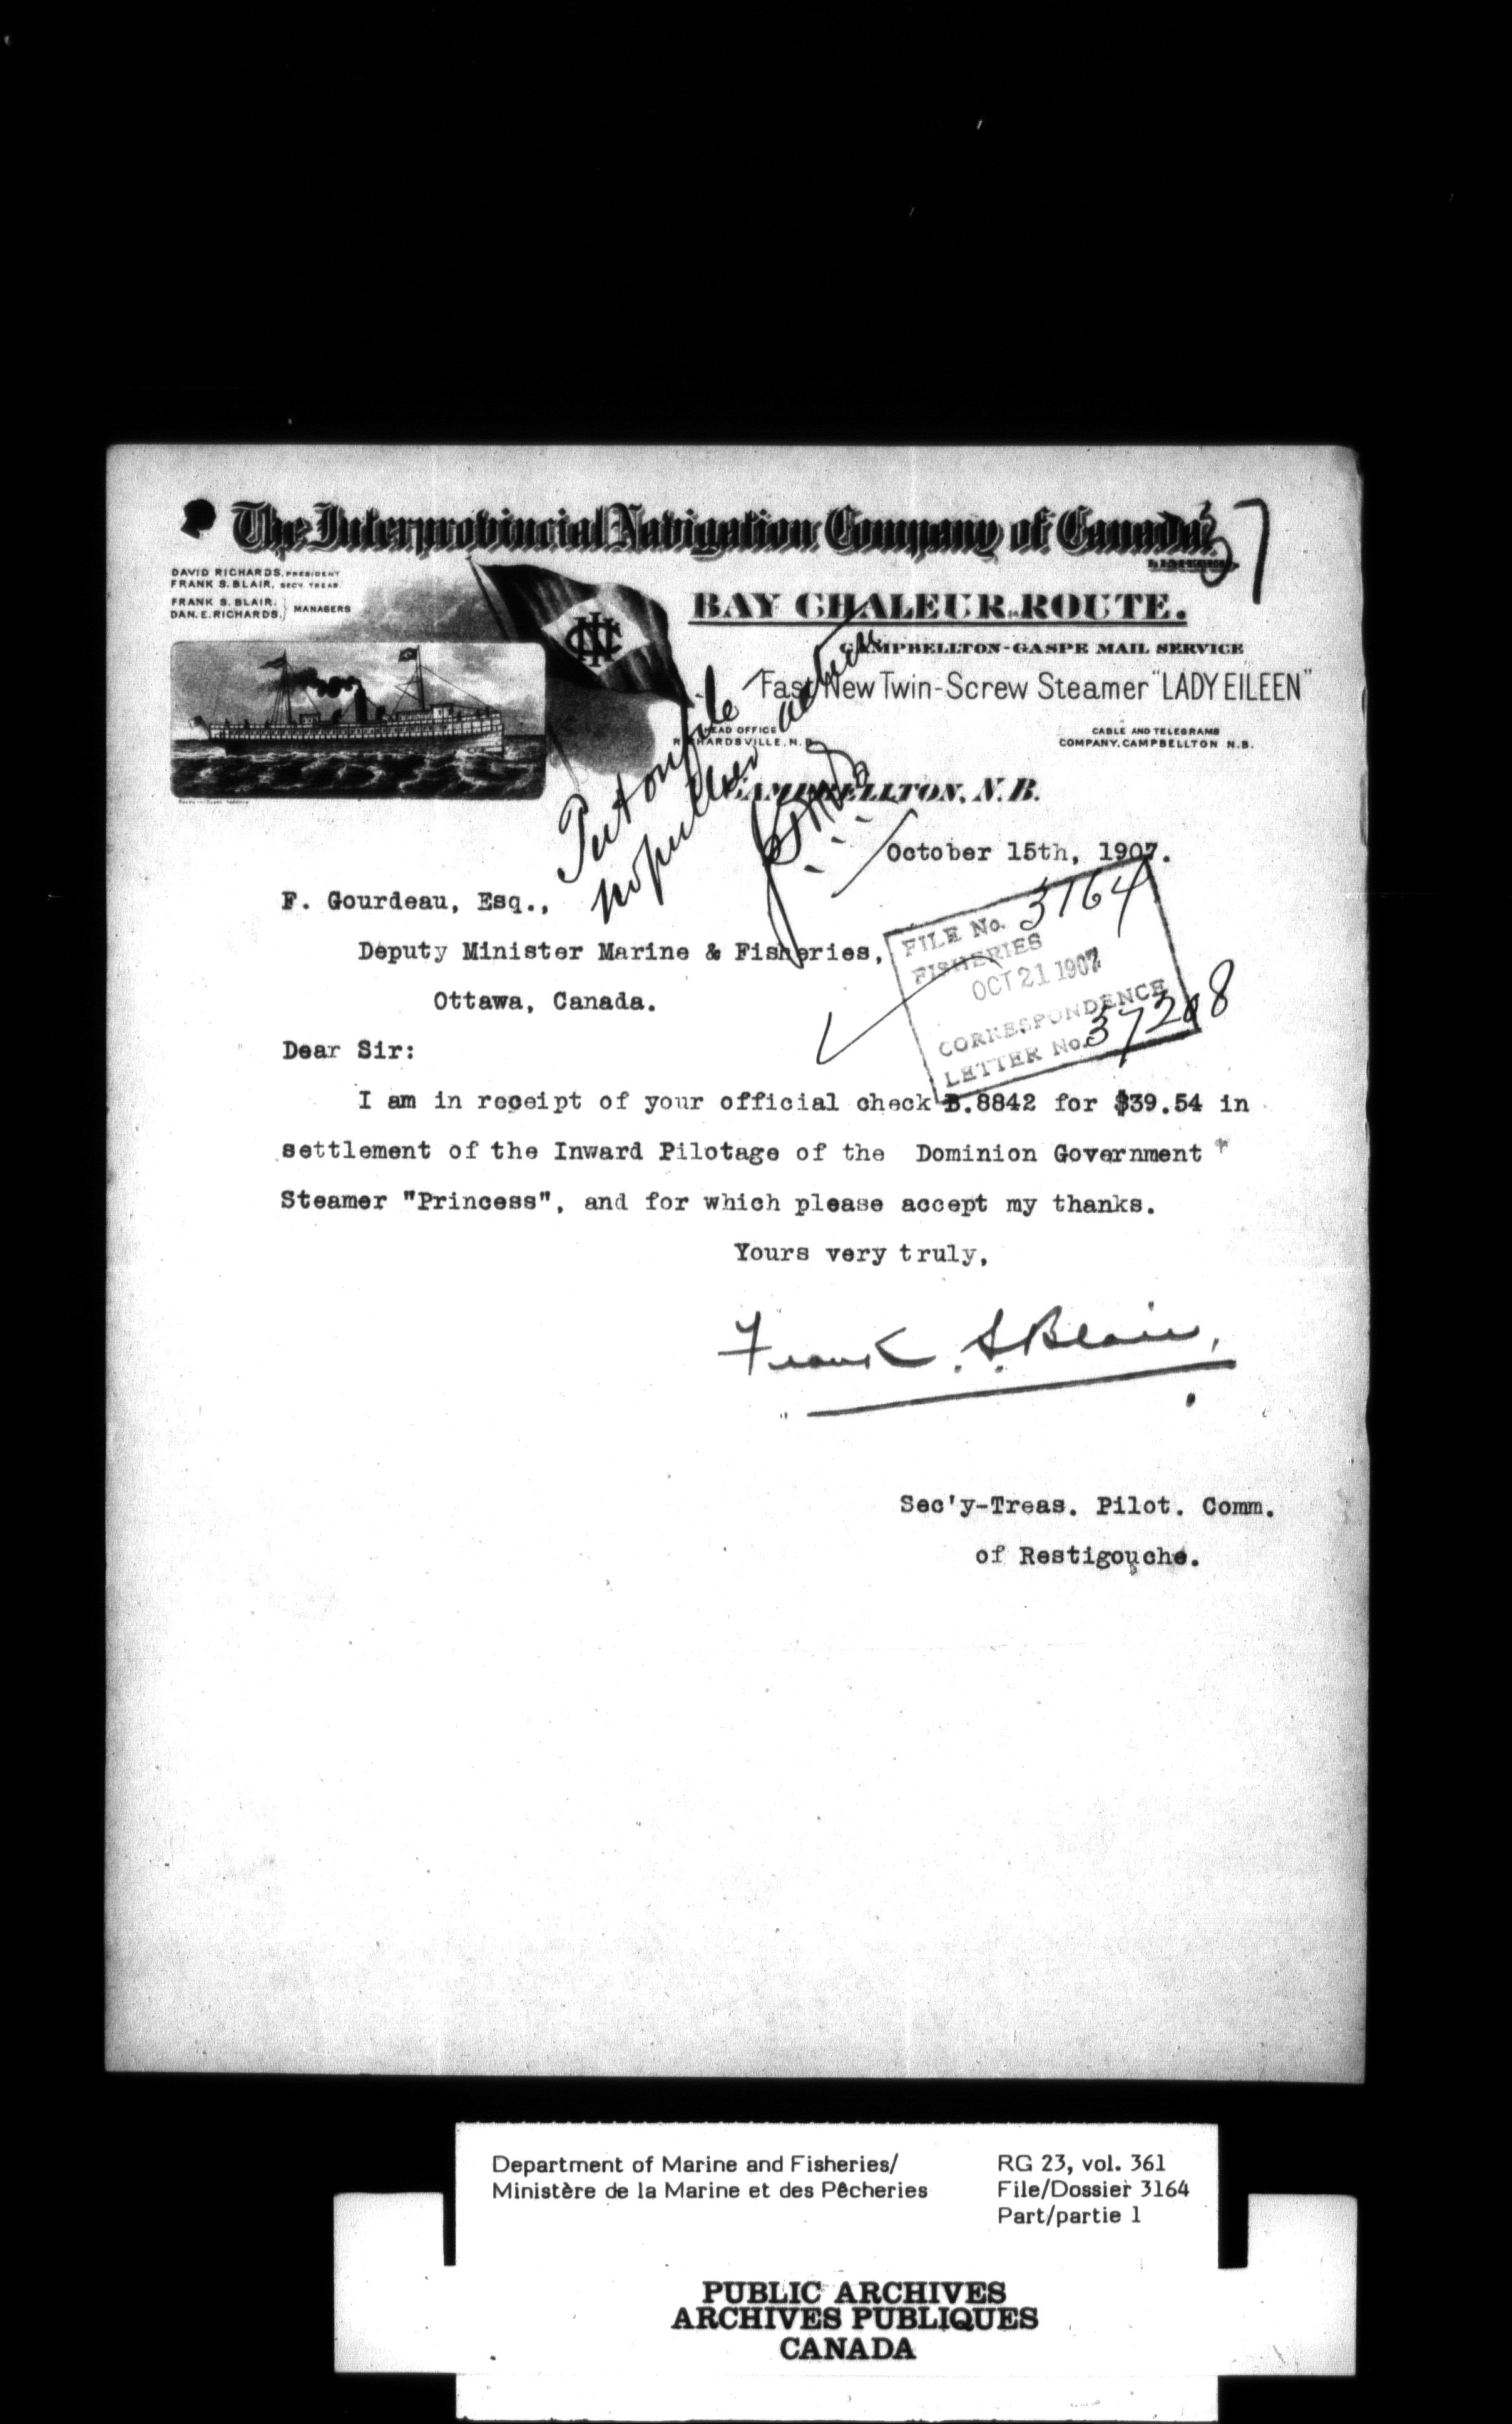 The Interprovincial Navigation Company of Canada
LIMITED.
37
DAVID RICHARDS, PRESIDENT
FRANK S. BLAIR, SECY TREAS
FRANK S. BLAIR.
DAN. E. RICHARDS. } MANAGERS
BAY CHALEUR ROUTE.
CAMPBELLTON-GASPE MAIL SERVICE
Fast New Twin-Screw Steamer "LADY EILEEN"
HEAD OFFICE
RICHARDSVILLE, N.B.
CABLE AND TELEGRAMS
COMPANY, CAMPBELLTON N.B.
CAMPBELLTON, N.B.
Put on file
no further action
October 15th, 1907.
F. Gourdeau, Esq.,
Deputy Minister Marine & Fisheries,
Ottawa, Canada.
FILE No. 3164
FISHERIES
OCT 21 1907
CORRESPONDENCE
LETTER No. 37208
Dear Sir:
I am in receipt of your official check B.8842 for $39.54 in
settlement of the Inward Pilotage of the Dominion Government
Steamer "Princess", and for which please accept my thanks.
Yours very truly,
Frank. S. Blair,
Sec'y-Treas. Pilot. Comm.
of Restigouche.
Department of Marine and Fisheries/
Ministère de la Marine et des Pêcheries
RG 23, vol. 361
File/Dossier 3164
Part/partie 1
PUBLIC ARCHIVES
ARCHIVES PUBLIQUES
CANADA